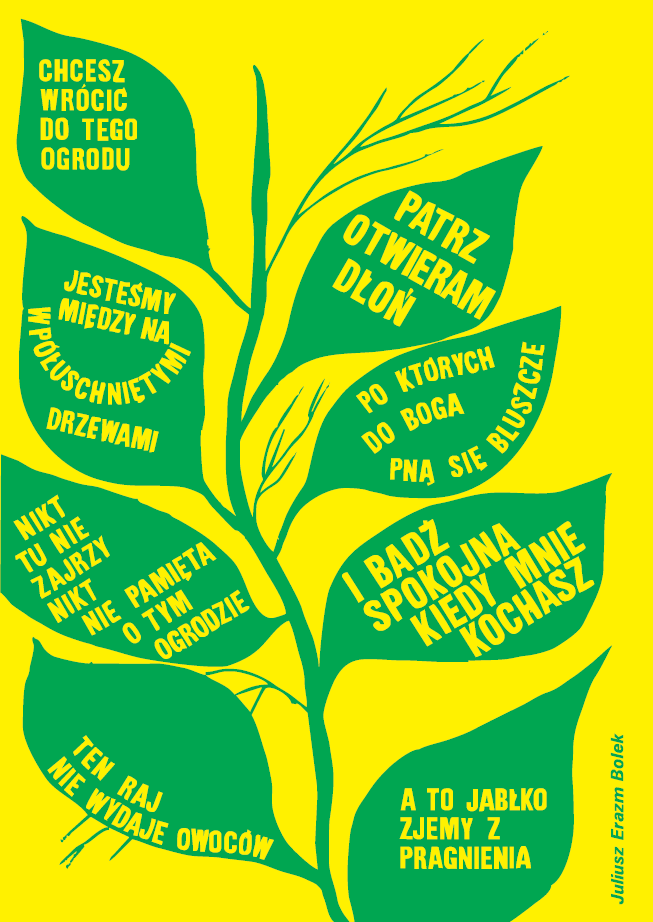 CHCESZ
WRÓCIĆ
DO TEGO
OGRODU
JESTEŚMY
MIĘDZY NA
WPÓŁUSCHNIĘTYMI
DRZEWAMI
NIKT
TU NIE
ZAJRZY
NIKT
NIE PAMIĘTA
O TYM
OGRODZIE
TEN RAJ
NIE WYDAJE OWOCÓW
PATRZ
OTWIERAM
DŁOŃ
PO KTÓRYCH
DO BOGA
PNĄ SIĘ BLUSZCZE
I BĄDŹ
SPOKOJNA
KIEDY MNIE
KOCHASZ
A TO JABŁKO
ZJEMY Z
PRAGNIENIA
Juliusz Erazm Bolek